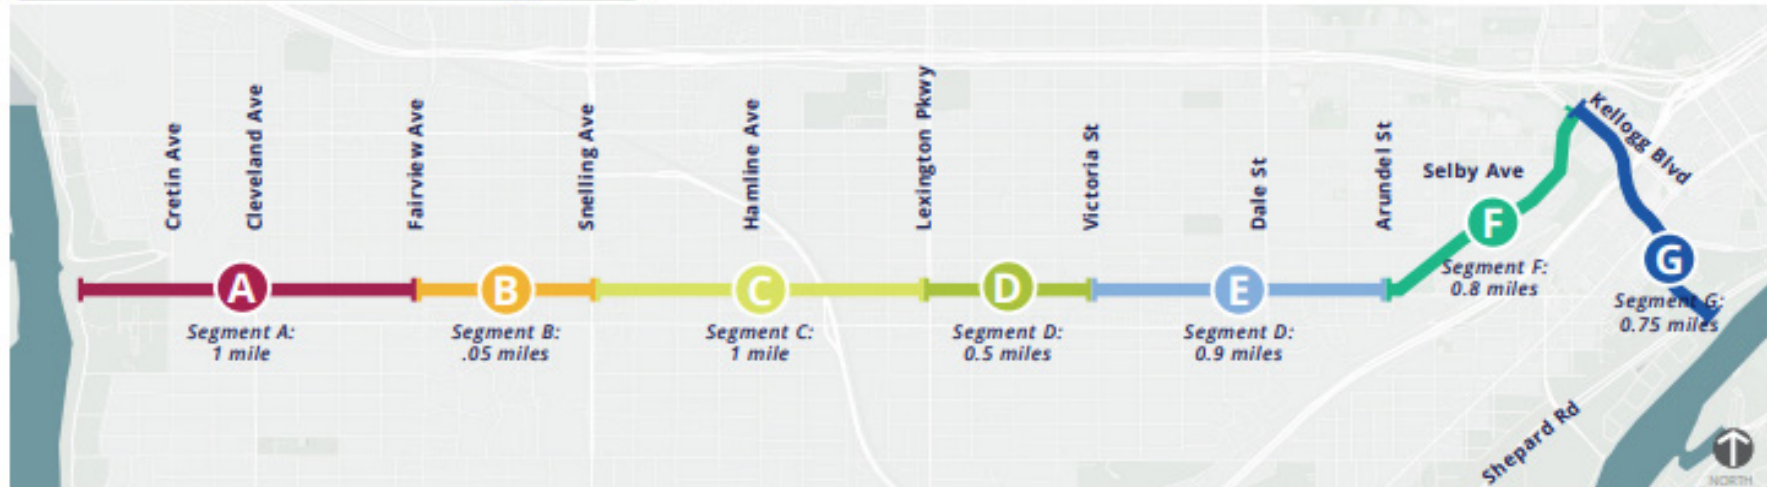 Cretin Ave
Cleveland Ave
Fairview Ave
Snelling Ave
Hamline Ave
Lexington Pkwy
Victoria St
Dale St
Arundel St
Selby Ave
Kellogg Blvd
A
Segment A:
1 mile
B
Segment B:
.05 miles
C
Segment C:
1 mile
D
Segment D:
0.5 miles
E
Segment D:
0.9 miles
F
Segment F:
0.8 miles
G
Segment G:
0.75 miles
Shepard Rd
NORTH